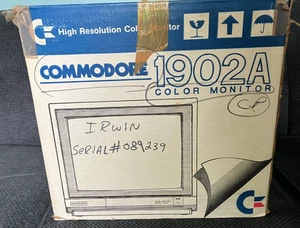 High Resolution Color Monitor
COMMODORE 1902A
COLOR MONITOR
C.P
IRWIN
SERIAL# 089239